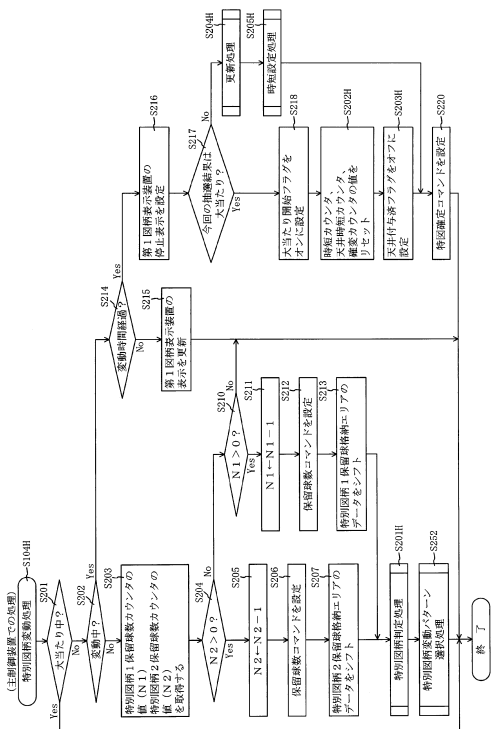 (主制御装置での処理)
特別図柄変動処理
S104H
S201
大当たり中？
Yes
No
S202
変動中？
Yes
No
S203
特別図柄１保留球数カウンタの
値（Ｎ１）
特別図柄２保留球数カウンタの
値（Ｎ２）
を取得する
S204
Ｎ２＞０？
No
Yes
S205
Ｎ２←Ｎ２－１
S206
保留球数コマンドを設定
S207
特別図柄２保留球格納エリアの
データをシフト
S210
Ｎ１＞０？
No
Yes
S211
Ｎ１←Ｎ１－１
S212
保留球数コマンドを設定
S213
特別図柄１保留球格納エリアの
データをシフト
S201H
特別図柄判定処理
S252
特別図柄変動パターン
選択処理
S214
変動時間経過？
Yes
No
S215
第１図柄表示装置の
表示を更新
S216
第１図柄表示装置の
停止表示を設定
S217
今回の抽選結果は
大当たり？
No
Yes
S204H
更新処理
S205H
時短設定処理
S218
大当たり開始フラグを
オンに設定
S202H
時短カウンタ、
天井時短カウンタ、
確変カウンタの値を
リセット
S203H
天井付与済フラグをオフに
設定
S220
特図確定コマンドを設定
終 了